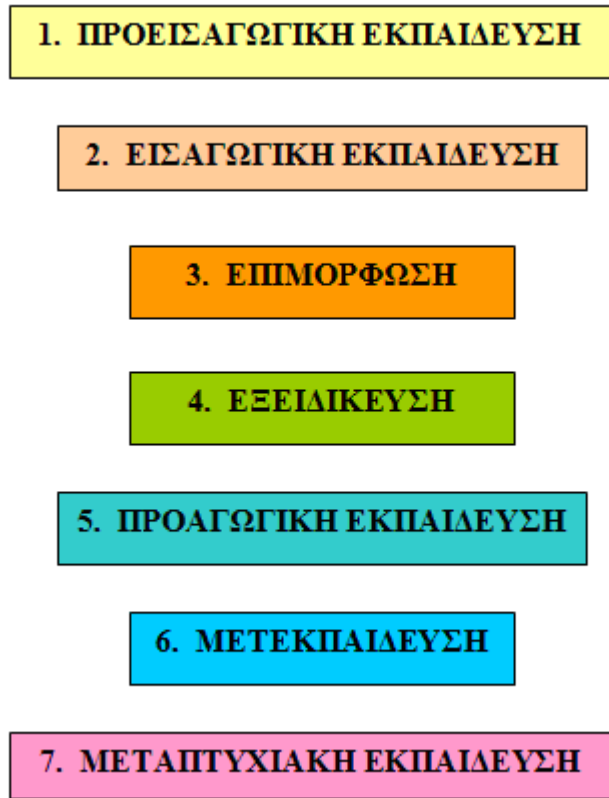 1. ΠΡΟΕΙΣΑΓΩΓΙΚΗ ΕΚΠΑΙΔΕΥΣΗ
2. ΕΙΣΑΓΩΓΙΚΗ ΕΚΠΑΙΔΕΥΣΗ
3. ΕΠΙΜΟΡΦΩΣΗ
4. ΕΞΕΙΔΙΚΕΥΣΗ
5. ΠΡΟΑΓΩΓΙΚΗ ΕΚΠΑΙΔΕΥΣΗ
6. ΜΕΤΕΚΠΑΙΔΕΥΣΗ
7. ΜΕΤΑΠΤΥΧΙΑΚΗ ΕΚΠΑΙΔΕΥΣΗ